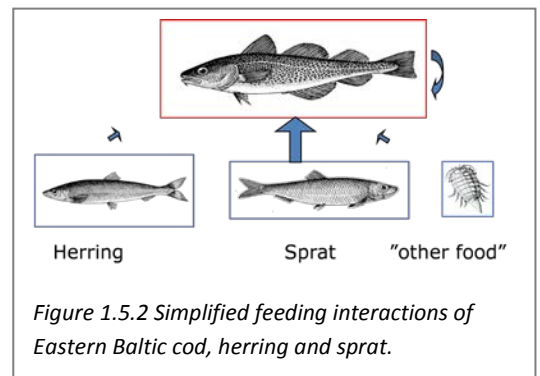 Herring Sprat "other food"
Figure 1.5.2 Simplified feeding interactions of
Eastern Baltic cod, herring and sprat.